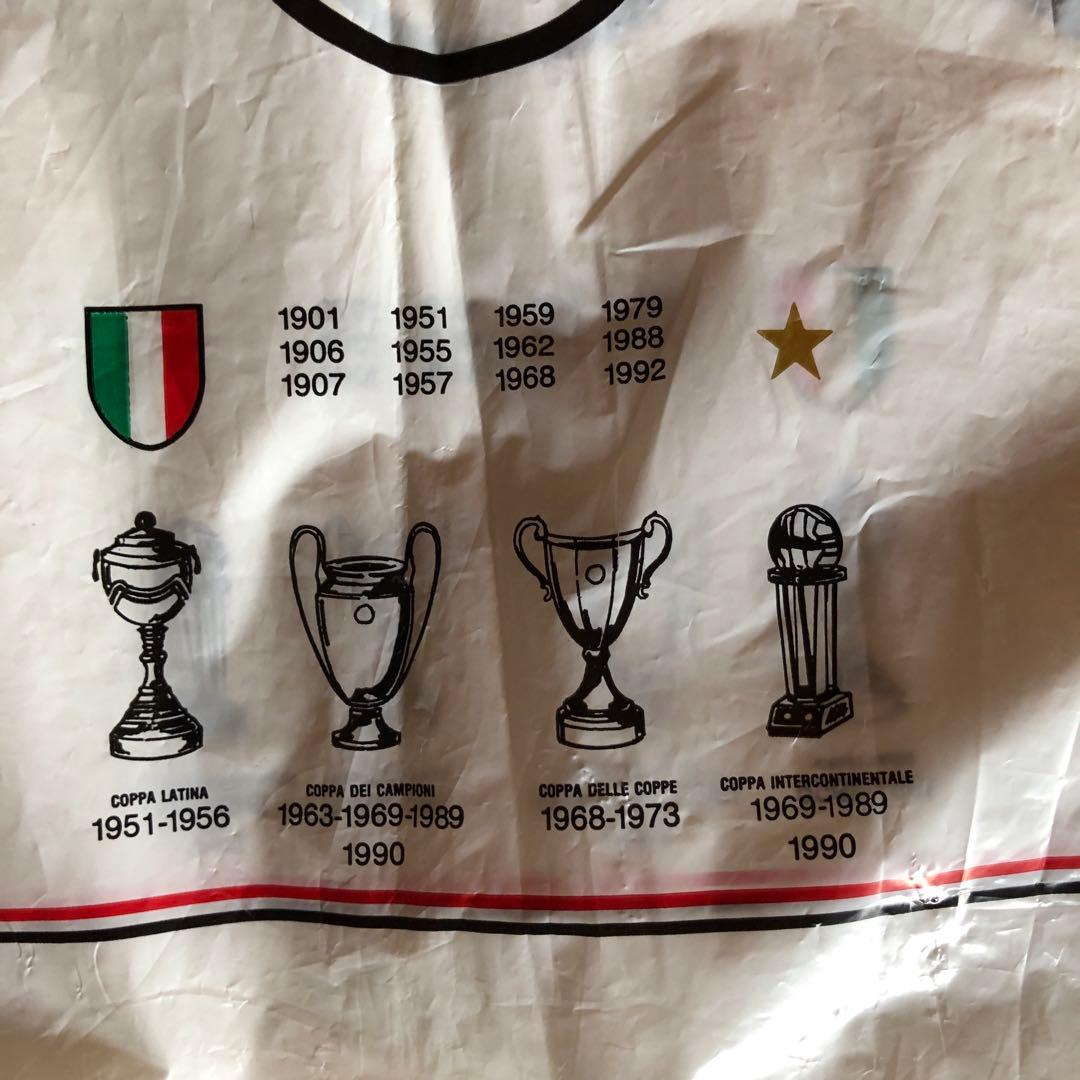 1901 1951 1959 1979
1906 1955 1962 1988
1907 1957 1968 1992
COPPA LATINA
1951-1956
COPPA DEI CAMPIONI
1963-1969-1989
1990
COPPA DELLE COPPE
1968-1973
COPPA INTERCONTINENTALE
1969-1989
1990